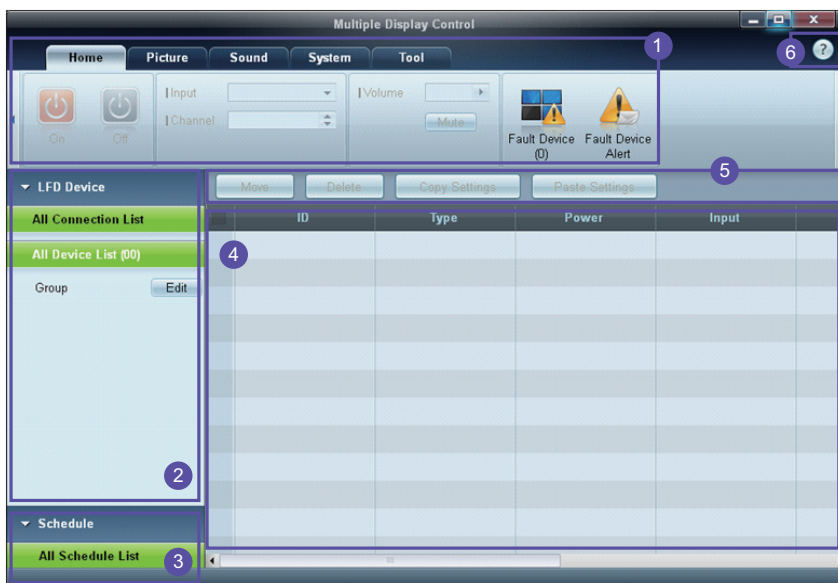 Multiple Display Control
1
6
?
Home Picture Sound System Tool
Input
Volume
Channel
Mute
On Off
Fault Device (0)
Fault Device Alert
5
LFD Device
Move Delete Copy Settings Paste Settings
All Connection List
ID Type Power Input
All Device List (00)
4
Group Edit
2
Schedule
All Schedule List
3